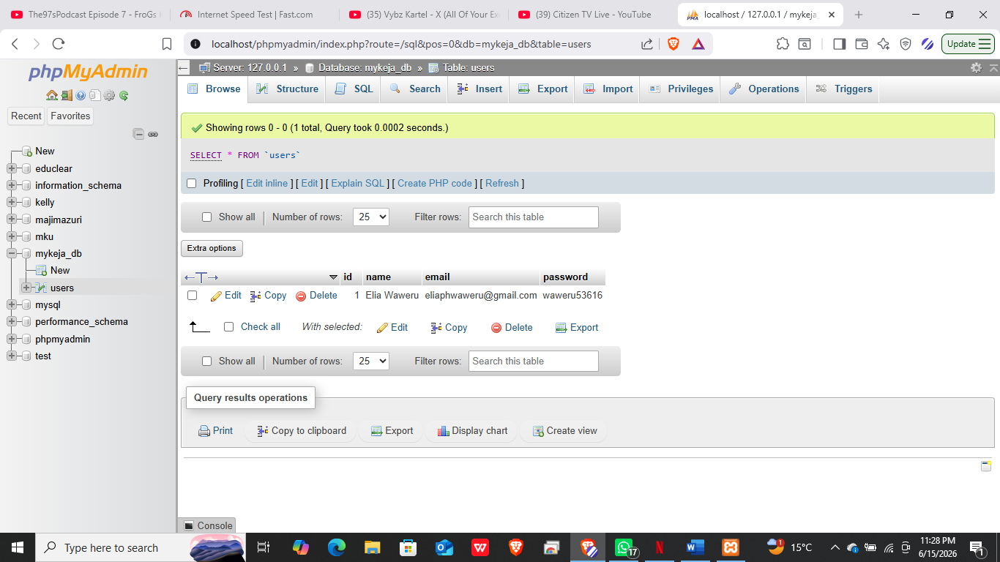 The97sPodcast Episode 7 - FroGs
Internet Speed Test | Fast.com
(35) Vybz Kartel - X (All Of Your Ex
(39) Citizen TV Live - YouTube
localhost / 127.0.0.1 / mykeja
localhost/phpmyadmin/index.php?route=/sql&pos=0&db=mykeja_db&table=users
Update
phpMyAdmin
Recent Favorites
New
educlear
information_schema
kelly
majimazuri
mku
mykeja_db
New
users
mysql
performance_schema
phpmyadmin
test
Server: 127.0.0.1 » Database: mykeja_db » Table: users
Browse Structure SQL Search Insert Export Import Privileges Operations Triggers
Showing rows 0 - 0 (1 total, Query took 0.0002 seconds.)
SELECT * FROM `users`
Profiling [ Edit inline ] [ Edit ] [ Explain SQL ] [ Create PHP code ] [ Refresh ]
Show all | Number of rows: 25 Filter rows: Search this table
Extra options
id name email password
Edit Copy Delete 1 Elia Waweru eliaphwaweru@gmail.com waweru53616
Check all With selected: Edit Copy Delete Export
Show all | Number of rows: 25 Filter rows: Search this table
Query results operations
Print Copy to clipboard Export Display chart Create view
Console
Type here to search
17
1
15°C
11:28 PM
6/15/2026
1